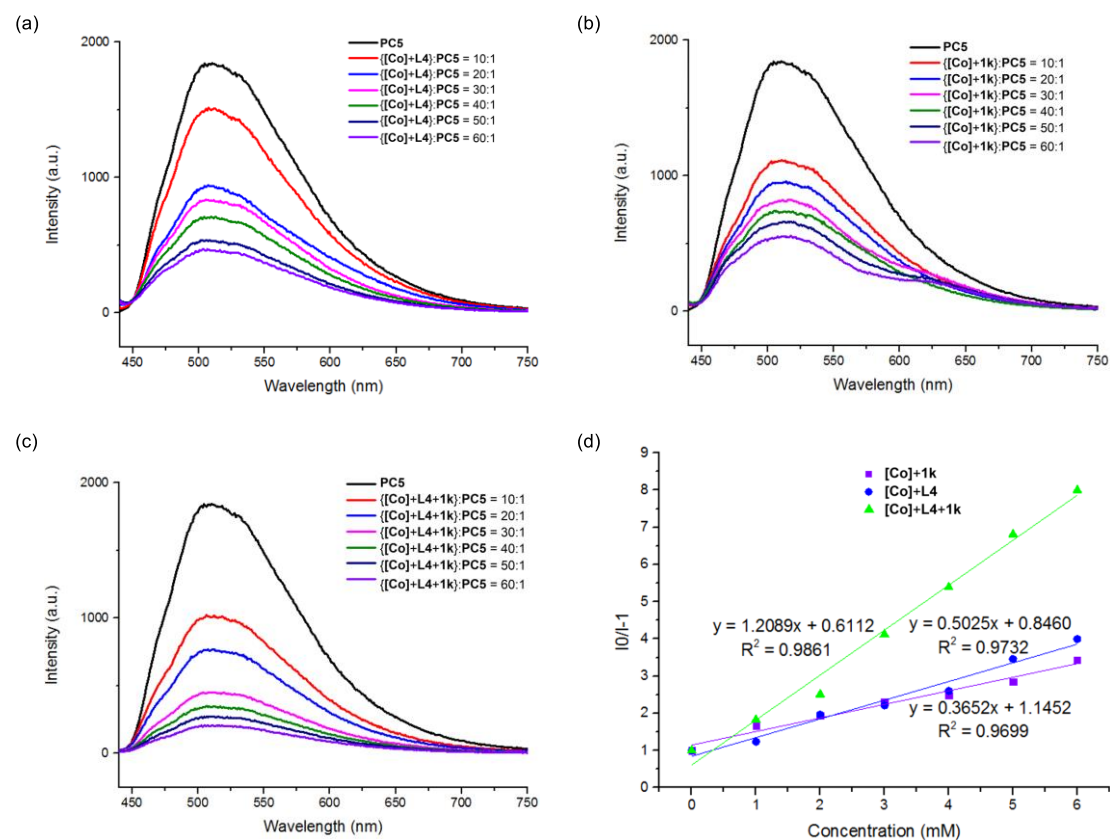 (a)
2000
1000
0
Intensity (a.u.)
PC5
{[Co]+L4}:PC5 = 10:1
{[Co]+L4}:PC5 = 20:1
{[Co]+L4}:PC5 = 30:1
{[Co]+L4}:PC5 = 40:1
{[Co]+L4}:PC5 = 50:1
{[Co]+L4}:PC5 = 60:1
450 500 550 600 650 700 750
Wavelength (nm)
(b)
2000
1000
0
Intensity (a.u.)
PC5
{[Co]+1k}:PC5 = 10:1
{[Co]+1k}:PC5 = 20:1
{[Co]+1k}:PC5 = 30:1
{[Co]+1k}:PC5 = 40:1
{[Co]+1k}:PC5 = 50:1
{[Co]+1k}:PC5 = 60:1
450 500 550 600 650 700 750
Wavelength (nm)
(c)
2000
1000
0
Intensity (a.u.)
PC5
{[Co]+L4+1k}:PC5 = 10:1
{[Co]+L4+1k}:PC5 = 20:1
{[Co]+L4+1k}:PC5 = 30:1
{[Co]+L4+1k}:PC5 = 40:1
{[Co]+L4+1k}:PC5 = 50:1
{[Co]+L4+1k}:PC5 = 60:1
450 500 550 600 650 700 750
Wavelength (nm)
(d)
9
8
7
6
5
4
3
2
1
0
I0/I-1
[Co]+1k
[Co]+L4
[Co]+L4+1k
y = 1.2089x + 0.6112
R² = 0.9861
y = 0.5025x + 0.8460
R² = 0.9732
y = 0.3652x + 1.1452
R² = 0.9699
0 1 2 3 4 5 6
Concentration (mM)